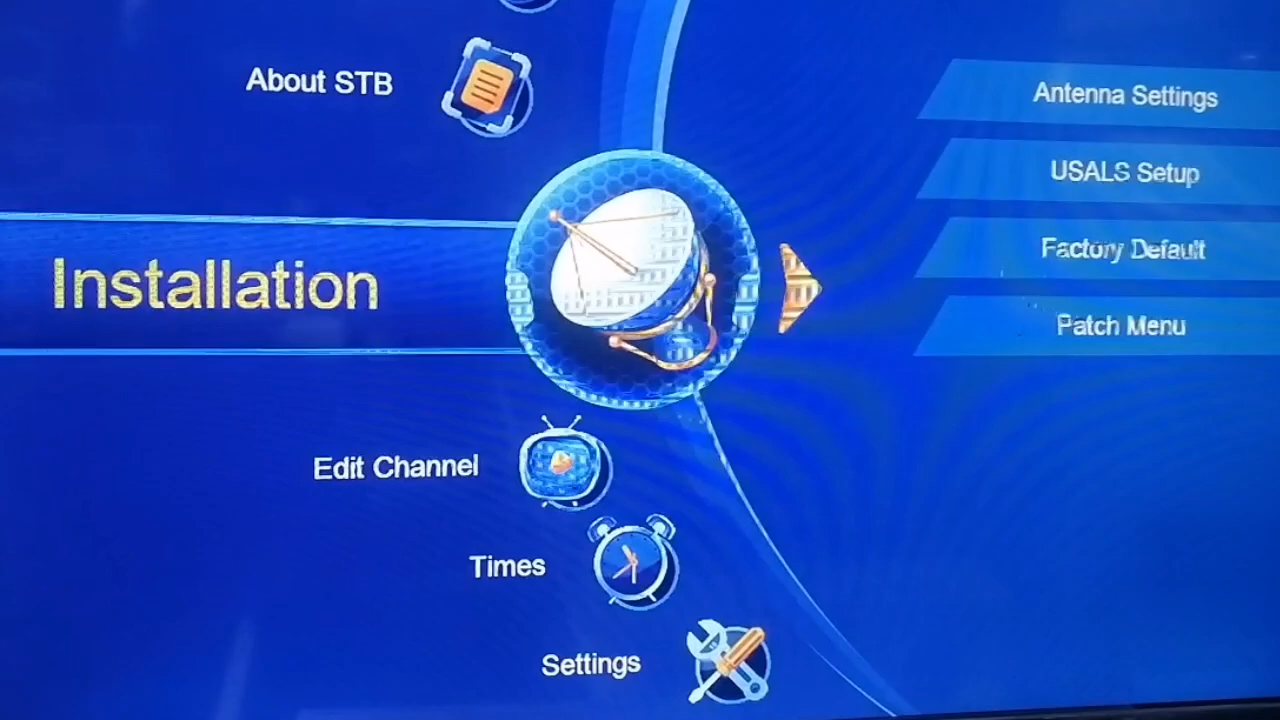 About STB
Installation
Edit Channel
Times
Settings
Antenna Settings
USALS Setup
Factory Default
Patch Menu